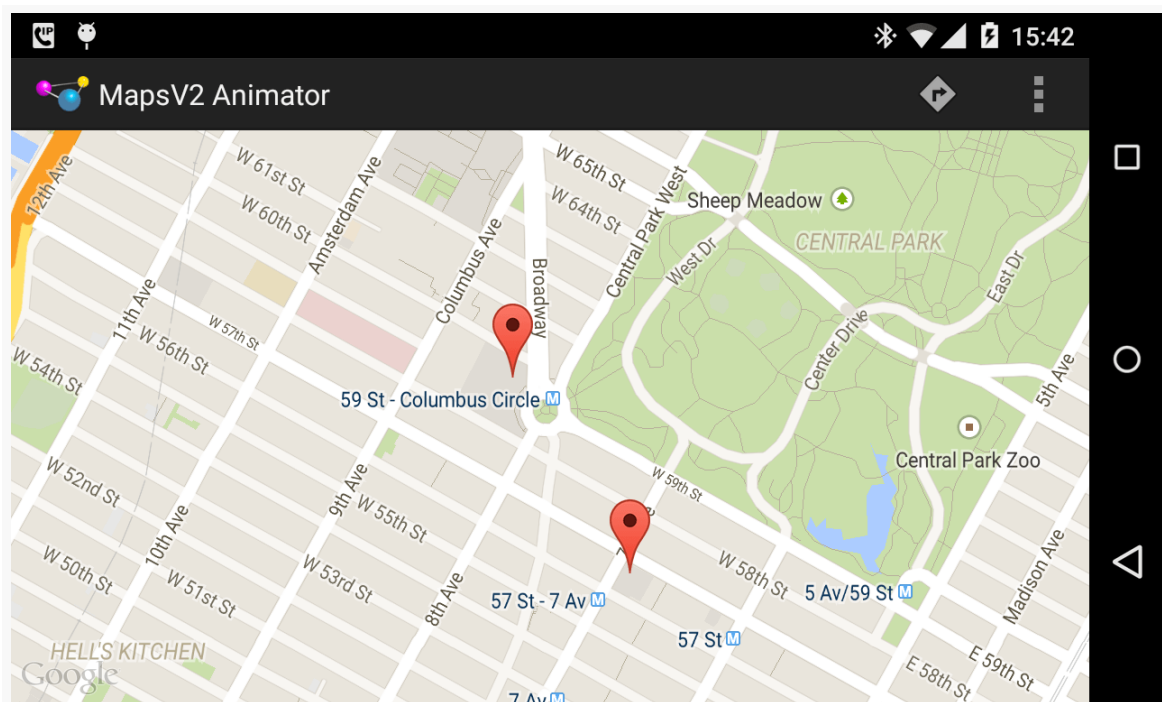 IP
15:42
MapsV2 Animator
12th Ave
W 61st St
Amsterdam Ave
W 65th St
W 60th St
W 64th St
Central Park West
Sheep Meadow
CENTRAL PARK
Columbus Ave
Broadway
West Dr
East Dr
11th Ave
W 57th St
W 56th St
W 54th St
Center Drive
5th Ave
59 St - Columbus Circle M
Central Park Zoo
W 52nd St
9th Ave
W 59th St
W 55th St
10th Ave
W 50th St
W 51st St
W 53rd St
8th Ave
W 58th St
Madison Ave
57 St - 7 Av M
5 Av/59 St M
57 St M
HELL'S KITCHEN
E 59th St
E 58th St
Google
7 Av M